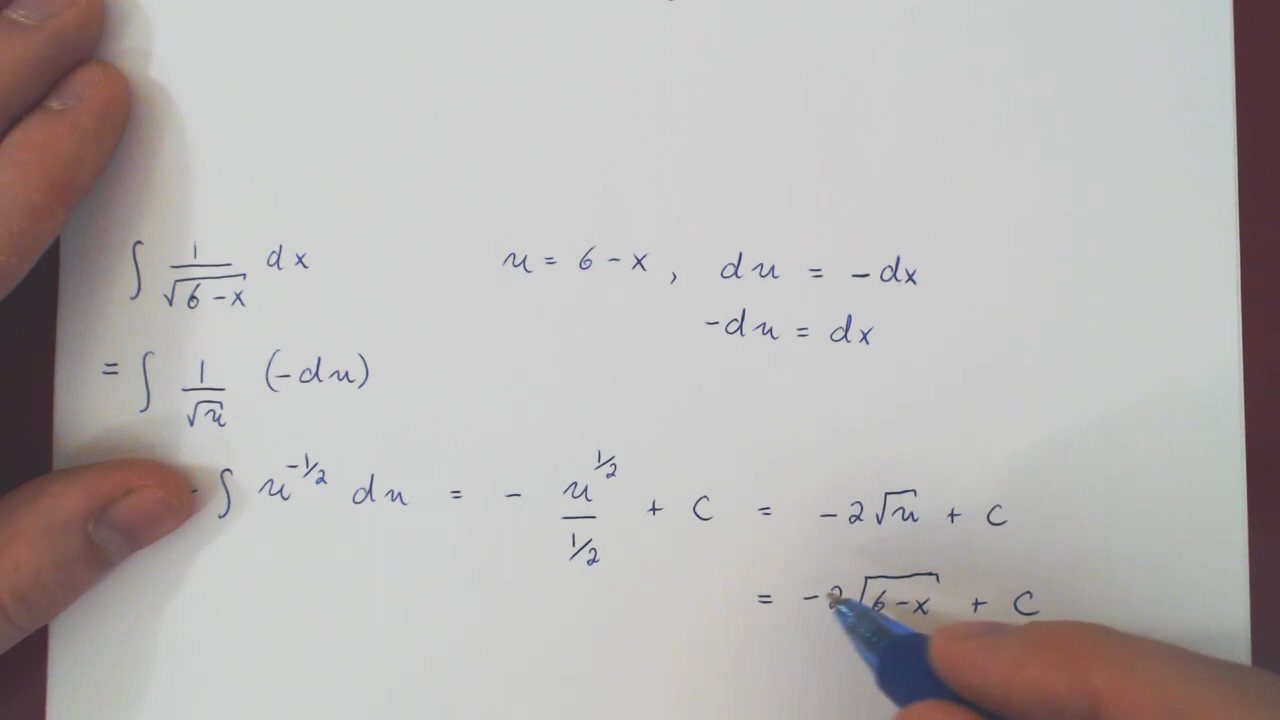 ∫ 1/√(6-x) dx
u = 6-x , du = -dx
-du = dx
= ∫ 1/√u (-du)
- ∫ u^(-1/2) du = - u^(1/2)/(1/2) + C = -2√u + C
= -2√(6-x) + C